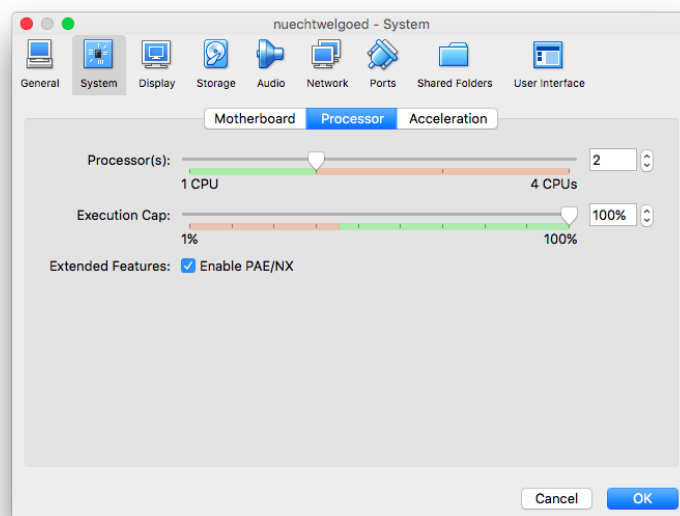 nuechtwelgoed - System
General System Display Storage Audio Network Ports Shared Folders User Interface
Motherboard Processor Acceleration
Processor(s): 2
1 CPU 4 CPUs
Execution Cap: 100%
1% 100%
Extended Features: Enable PAE/NX
Cancel OK